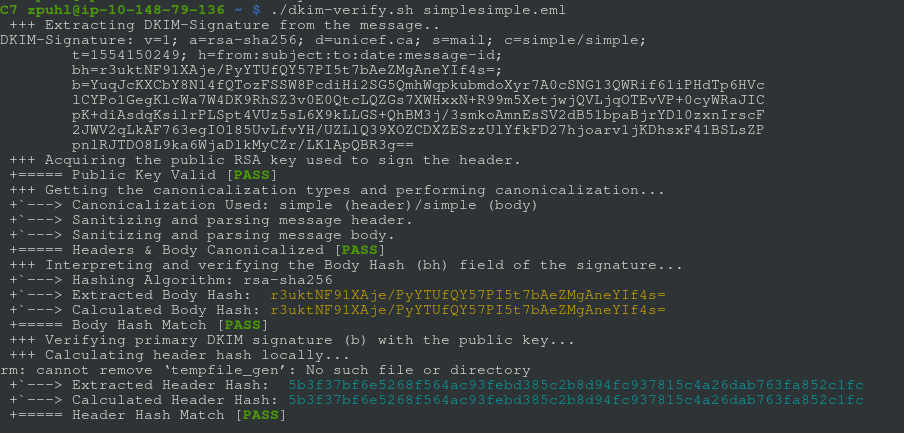 C7 zpuhl@ip-10-148-79-136 ~ $ ./dkim-verify.sh simplesimple.eml
+++ Extracting DKIM-Signature from the message..
DKIM-Signature: v=1; a=rsa-sha256; d=unicef.ca; s=mail; c=simple/simple;
t=1554150249; h=from:subject:to:date:message-id;
bh=r3uktNF91XAje/PyYTUfQY57PI5t7bAeZMgAneYIf4s=;
b=YuqJcKXCbY8N14fQTozFSSW8PcdiHi2SG5QmhWqpkubmdoXyr7A0cSNG13QWRif61iPHdTp6HVc
lCYPo1GegKlcWa7W4DK9RhSZ3v0E0QtcLQZGs7XWHxxN+R99m5XetjwjQVLjqOTEvVP+0cyWRaJIC
pK+diAsdqKsilrPLSpt4VUz5sL6X9kLLGS+QhBM3j/3smkoAmnEsSV2dB51bpaBjrYDl0zxnIrscF
2JWV2qLkAF763egIOl85UvLfvYH/UZL1Q39XOZCDXZESzzUlYfkFD27hjoarv1jKDhsxF41BSLsZP
pnlRJTDO8L9ka6WjaDlkMyCZr/LKlApQBR3g==
+++ Acquiring the public RSA key used to sign the header.
+===== Public Key Valid [PASS]
+++ Getting the canonicalization types and performing canonicalization...
+`---> Canonicalization Used: simple (header)/simple (body)
+`---> Sanitizing and parsing message header.
+`---> Sanitizing and parsing message body.
+===== Headers & Body Canonicalized [PASS]
+++ Interpreting and verifying the Body Hash (bh) field of the signature...
+`---> Hashing Algorithm: rsa-sha256
+`---> Extracted Body Hash:  r3uktNF91XAje/PyYTUfQY57PI5t7bAeZMgAneYIf4s=
+`---> Calculated Body Hash: r3uktNF91XAje/PyYTUfQY57PI5t7bAeZMgAneYIf4s=
+===== Body Hash Match [PASS]
+++ Verifying primary DKIM signature (b) with the public key...
+++ Calculating header hash locally...
rm: cannot remove ‘tempfile_gen’: No such file or directory
+`---> Extracted Header Hash:  5b3f37bf6e5268f564ac93febd385c2b8d94fc937815c4a26dab763fa852c1fc
+`---> Calculated Header Hash: 5b3f37bf6e5268f564ac93febd385c2b8d94fc937815c4a26dab763fa852c1fc
+===== Header Hash Match [PASS]